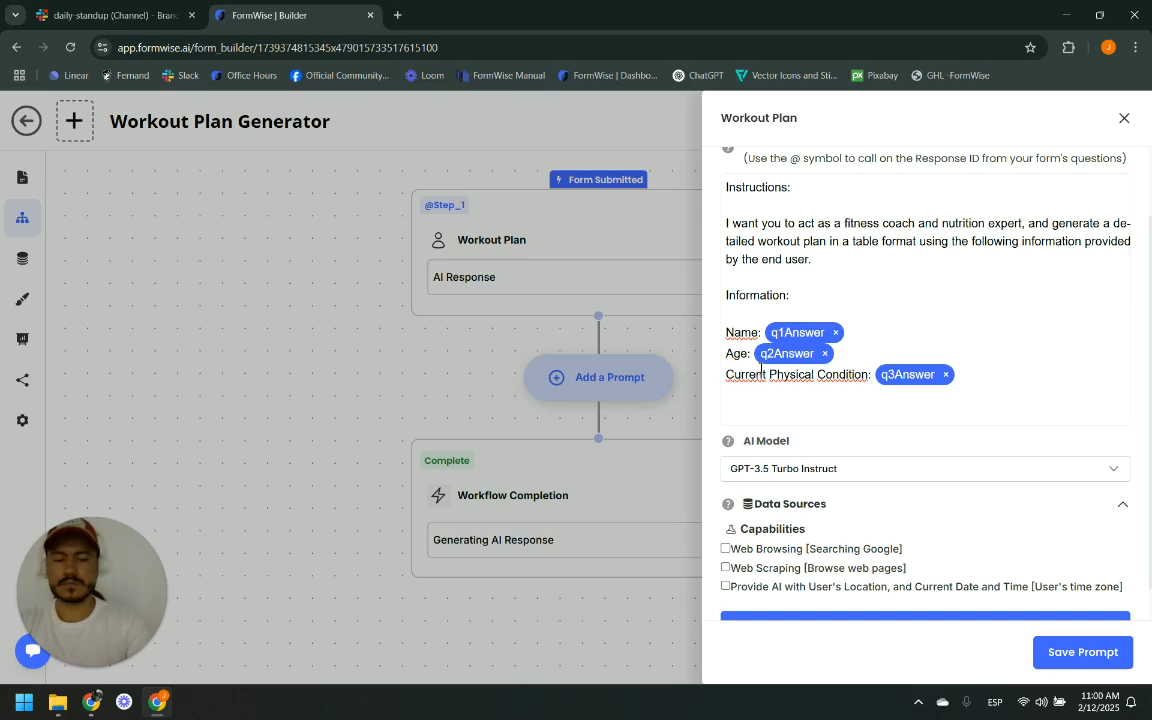 daily-standup (Channel) - Bran
FormWise | Builder
app.formwise.ai/form_builder/1739374815345x479015733517615100
Linear
Fernand
Slack
Office Hours
Official Community...
Loom
FormWise Manual
FormWise | Dashbo...
ChatGPT
Vector Icons and Sti...
Pixabay
GHL -FormWise
Workout Plan Generator
Form Submitted
@Step_1
Workout Plan
AI Response
Add a Prompt
Complete
Workflow Completion
Generating AI Response
Workout Plan
(Use the @ symbol to call on the Response ID from your form's questions)
Instructions:
I want you to act as a fitness coach and nutrition expert, and generate a de-
tailed workout plan in a table format using the following information provided
by the end user.
Information:
Name: q1Answer ×
Age: q2Answer ×
Current Physical Condition: q3Answer ×
AI Model
GPT-3.5 Turbo Instruct
Data Sources
Capabilities
Web Browsing [Searching Google]
Web Scraping [Browse web pages]
Provide AI with User's Location, and Current Date and Time [User's time zone]
Save Prompt
ESP
11:00 AM
2/12/2025